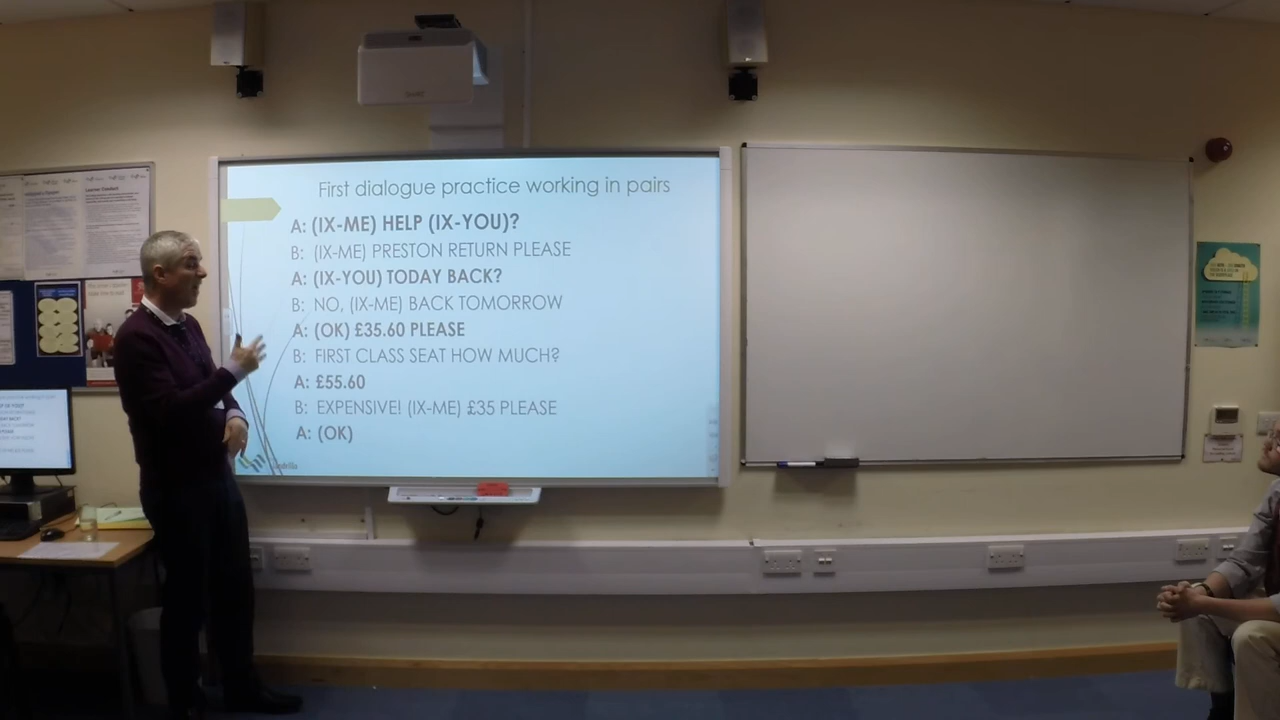 First dialogue practice working in pairs
A: (IX-ME) HELP (IX-YOU)?
B: (IX-ME) PRESTON RETURN PLEASE
A: (IX-YOU) TODAY BACK?
B: NO, (IX-ME) BACK TOMORROW
A: (OK) £35.60 PLEASE
B: FIRST CLASS SEAT HOW MUCH?
A: £55.60
B: EXPENSIVE! (IX-ME) £35 PLEASE
A: (OK)